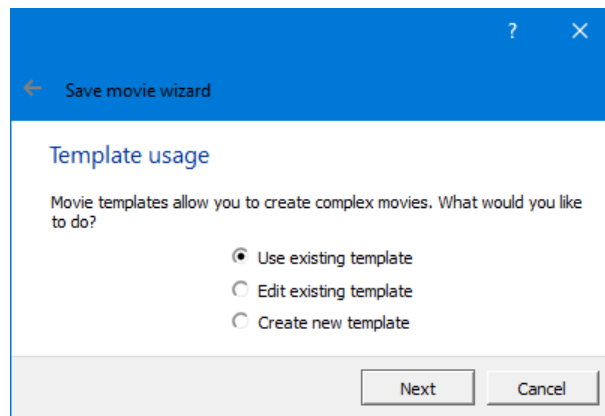 ?
Save movie wizard
Template usage
Movie templates allow you to create complex movies. What would you like
to do?
Use existing template
Edit existing template
Create new template
Next Cancel